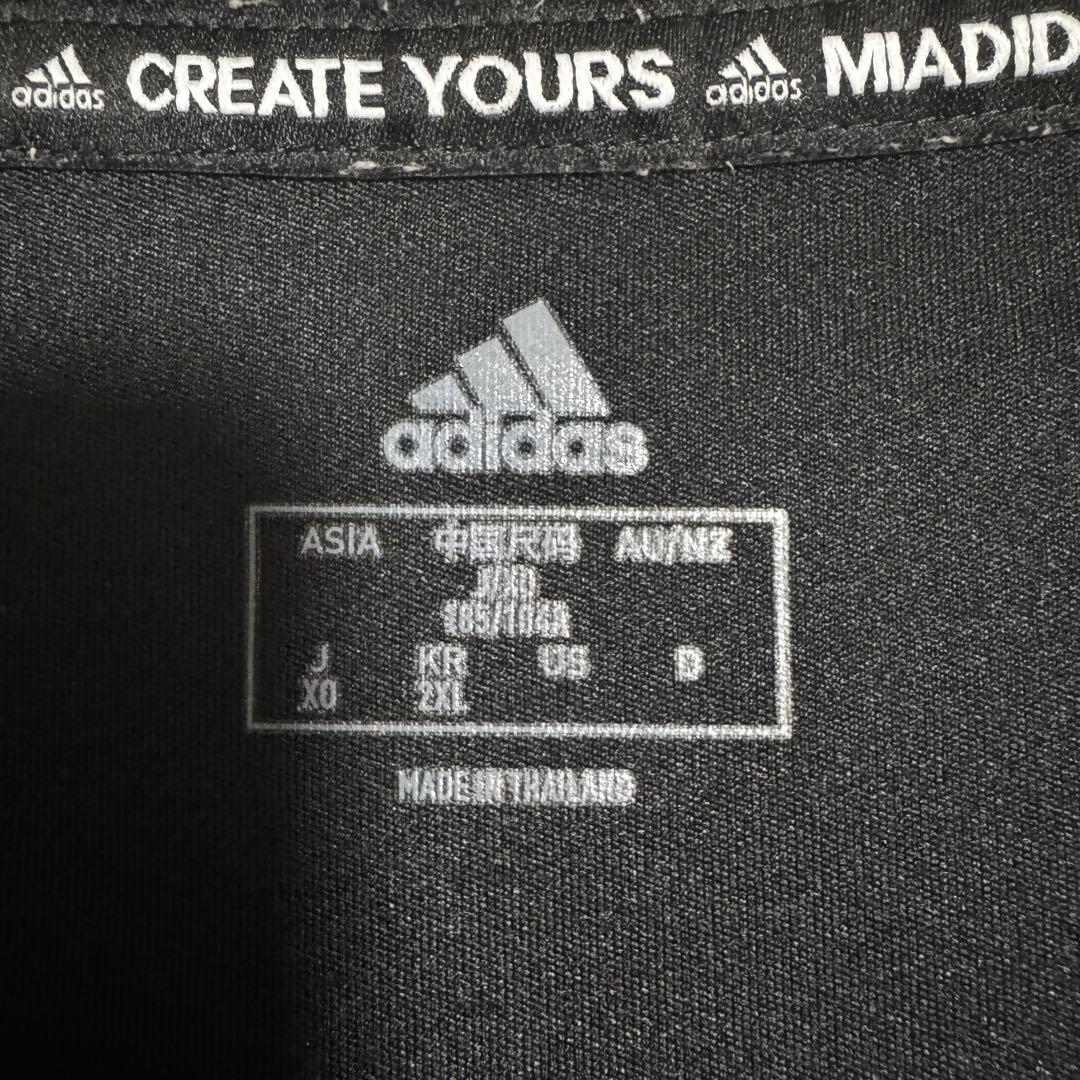 adidas CREATE YOURS adidas MIADID
adidas
ASIA 中国尺码 AU/NZ
185/104A
J KR US D
XO 2XL
MADE IN THAILAND